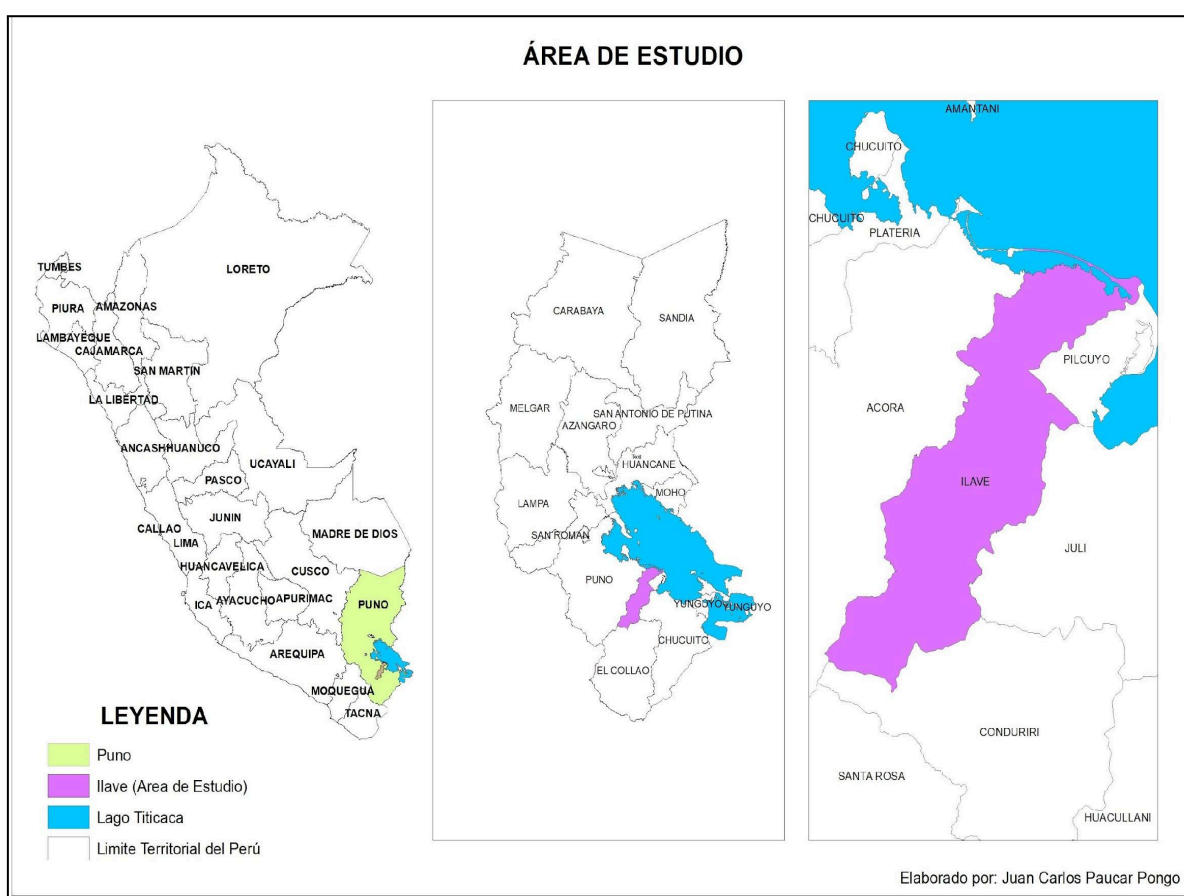 ÁREA DE ESTUDIO
TUMBES
LORETO
PIURA
AMAZONAS
LAMBAYEQUE
CAJAMARCA
SAN MARTÍN
LA LIBERTAD
ANCASH
HUANUCO
UCAYALI
PASCO
JUNIN
CALLAO
LIMA
MADRE DE DIOS
HUANCAVELICA
CUSCO
ICA
AYACUCHO
APURIMAC
PUNO
AREQUIPA
MOQUEGUA
TACNA
LEYENDA
Puno
Ilave (Area de Estudio)
Lago Titicaca
Limite Territorial del Perú
CARABAYA
SANDIA
MELGAR
AZANGARO
SAN ANTONIO DE PUTINA
HUANCANE
MOHO
LAMPA
SAN ROMAN
PUNO
YUNGUYO
YUNGUYO
CHUCUITO
EL COLLAO
AMANTANI
CHUCUITO
CHUCUITO
PLATERIA
PILCUYO
ACORA
ILAVE
JULI
CONDURIRI
SANTA ROSA
HUACULLANI
Elaborado por: Juan Carlos Paucar Pongo